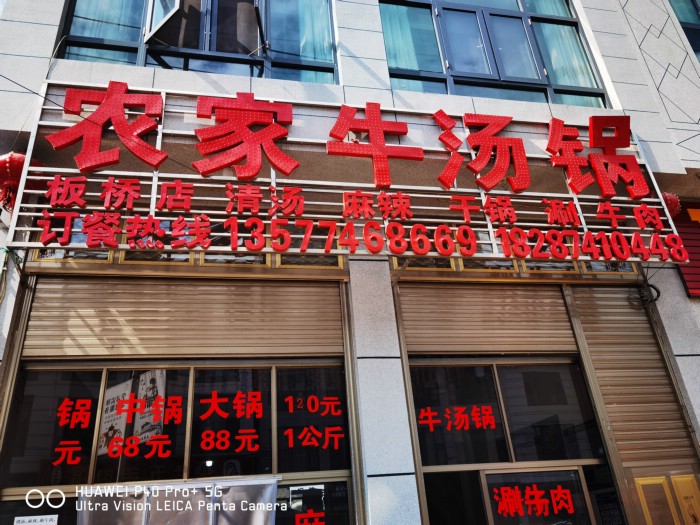 农家牛汤锅
板桥店 清汤 麻辣 干锅 涮牛肉
订餐热线 13577468669 18287410448
锅 中锅 大锅 120元
元 68元 88元 1公斤
牛汤锅
涮牛肉
麻
HUAWEI P40 Pro+ 5G
Ultra Vision LEICA Penta Camera